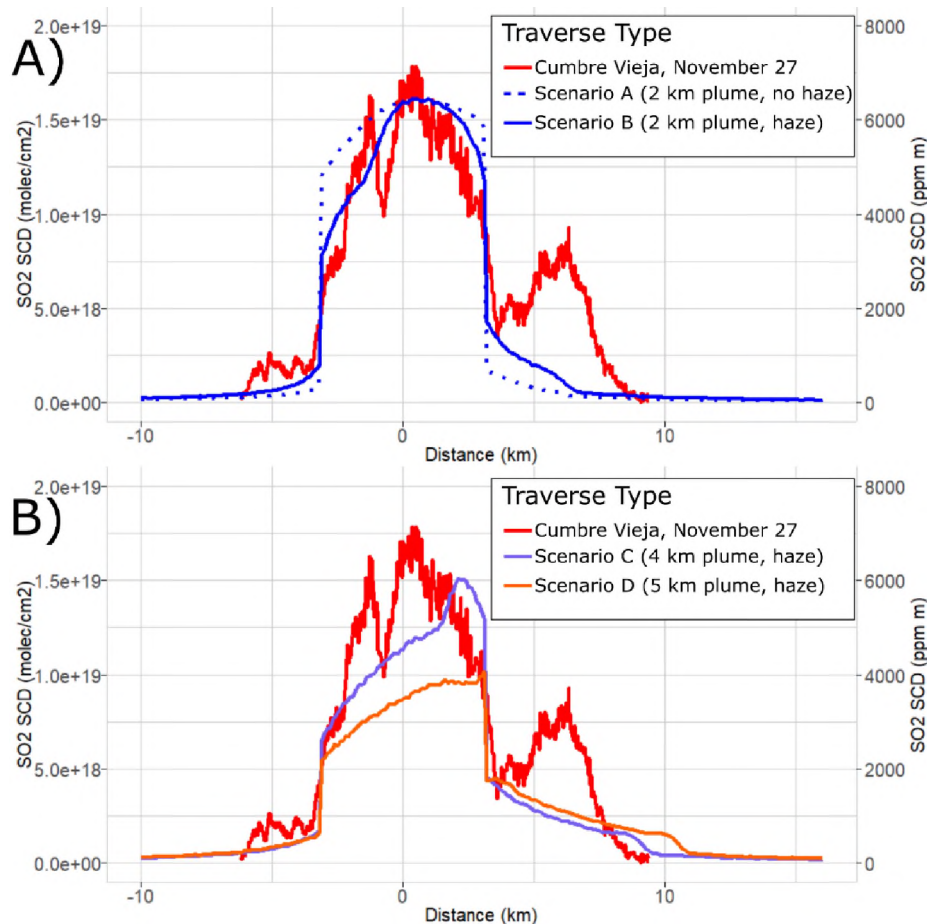 A)
SO2 SCD (molec/cm2)
2.0e+19
1.5e+19
1.0e+19
5.0e+18
0.0e+00
Traverse Type
Cumbre Vieja, November 27
Scenario A (2 km plume, no haze)
Scenario B (2 km plume, haze)
8000
6000
4000
2000
0
SO2 SCD (ppm m)
-10
0
10
Distance (km)
B)
SO2 SCD (molec/cm2)
2.0e+19
1.5e+19
1.0e+19
5.0e+18
0.0e+00
Traverse Type
Cumbre Vieja, November 27
Scenario C (4 km plume, haze)
Scenario D (5 km plume, haze)
8000
6000
4000
2000
0
SO2 SCD (ppm m)
-10
0
10
Distance (km)